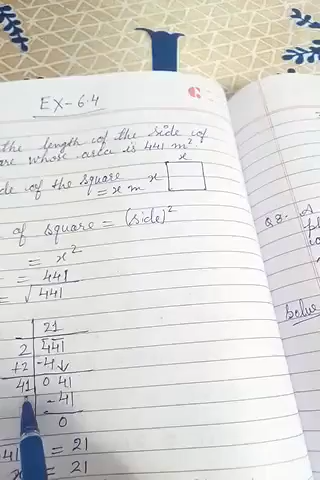 EX-6.4
the length of the side of
are whose area is 441 m².
x
de of the square x
= x m
of square = (side)²
= x²
= 441
= √441
21
2 441
+2 -4↓
41 0 41
- 41
0
41 = 21
x = 21
Q8-
Solve